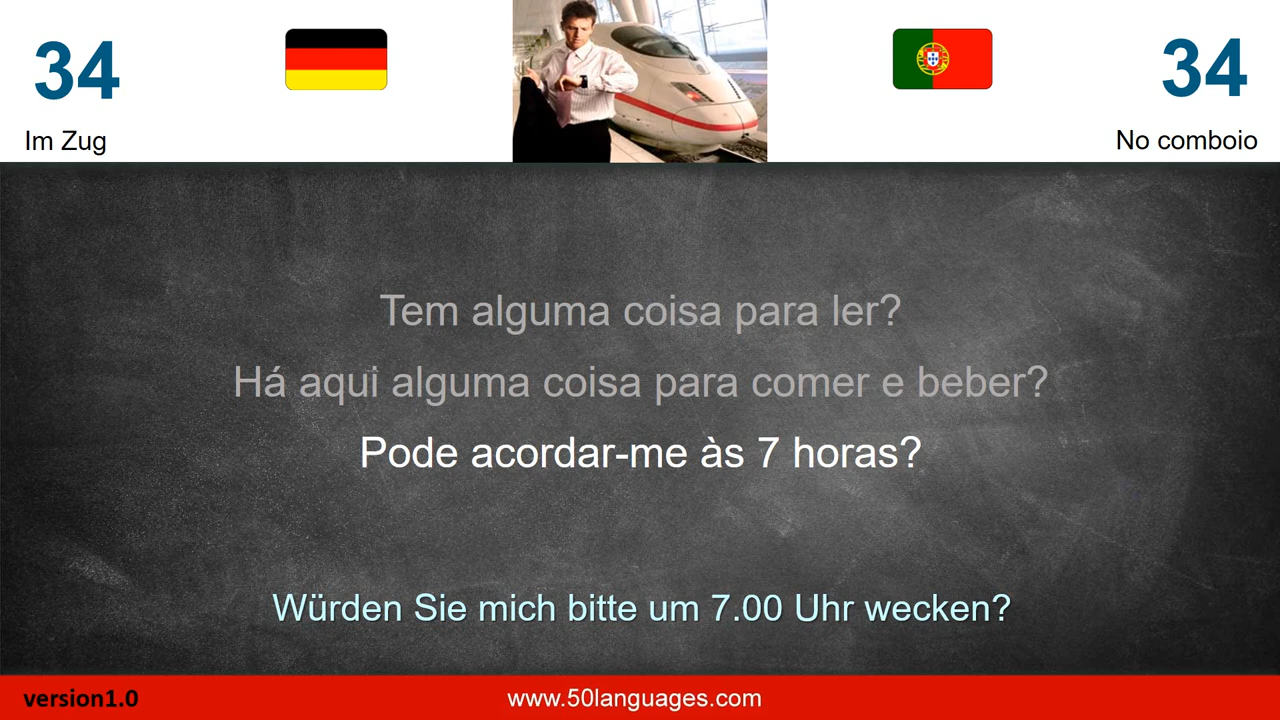 34
34
Im Zug
No comboio
Tem alguma coisa para ler?
Há aqui alguma coisa para comer e beber?
Pode acordar-me às 7 horas?
Würden Sie mich bitte um 7.00 Uhr wecken?
version1.0
www.50languages.com